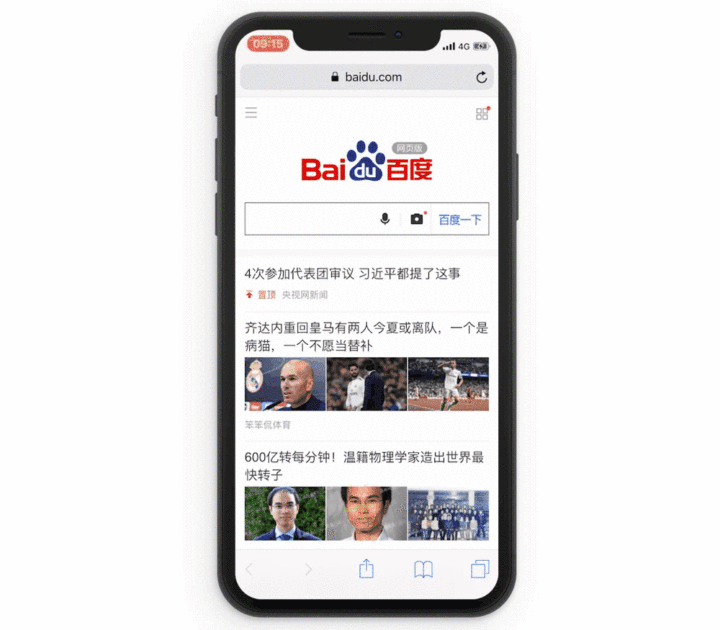 09:15
4G
baidu.com
网页版
Bai du 百度
百度一下
4次参加代表团审议 习近平都提了这事
置顶 央视网新闻
齐达内重回皇马有两人今夏或离队，一个是
病猫，一个不愿当替补
笨笨侃体育
600亿转每分钟！温籍物理学家造出世界最
快转子